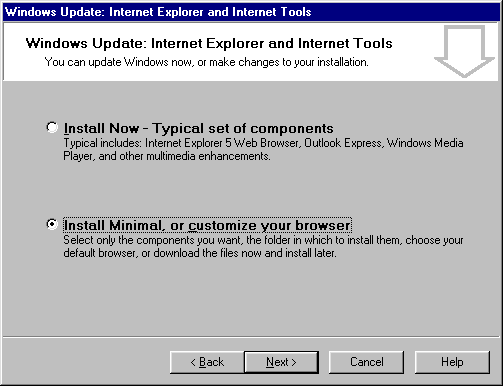 Windows Update: Internet Explorer and Internet Tools
Windows Update: Internet Explorer and Internet Tools
You can update Windows now, or make changes to your installation.
Install Now - Typical set of components
Typical includes: Internet Explorer 5 Web Browser, Outlook Express, Windows Media
Player, and other multimedia enhancements.
Install Minimal, or customize your browser
Select only the components you want, the folder in which to install them, choose your
default browser, or download the files now and install later.
< Back Next > Cancel Help